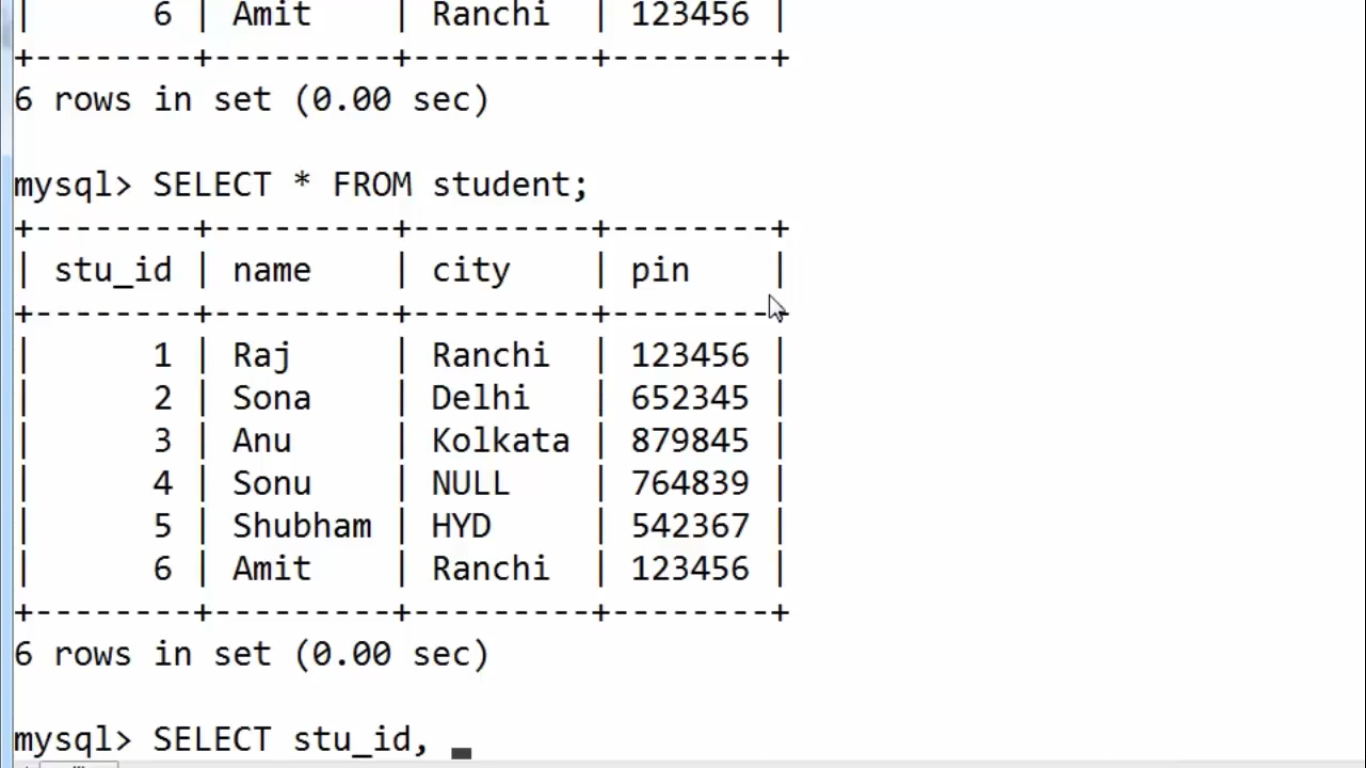 |      6 | Amit    | Ranchi  | 123456 |
+--------+---------+---------+--------+
6 rows in set (0.00 sec)
mysql> SELECT * FROM student;
+--------+---------+---------+--------+
| stu_id | name    | city    | pin    |
+--------+---------+---------+--------+
|      1 | Raj     | Ranchi  | 123456 |
|      2 | Sona    | Delhi   | 652345 |
|      3 | Anu     | Kolkata | 879845 |
|      4 | Sonu    | NULL    | 764839 |
|      5 | Shubham | HYD     | 542367 |
|      6 | Amit    | Ranchi  | 123456 |
+--------+---------+---------+--------+
6 rows in set (0.00 sec)
mysql> SELECT stu_id,